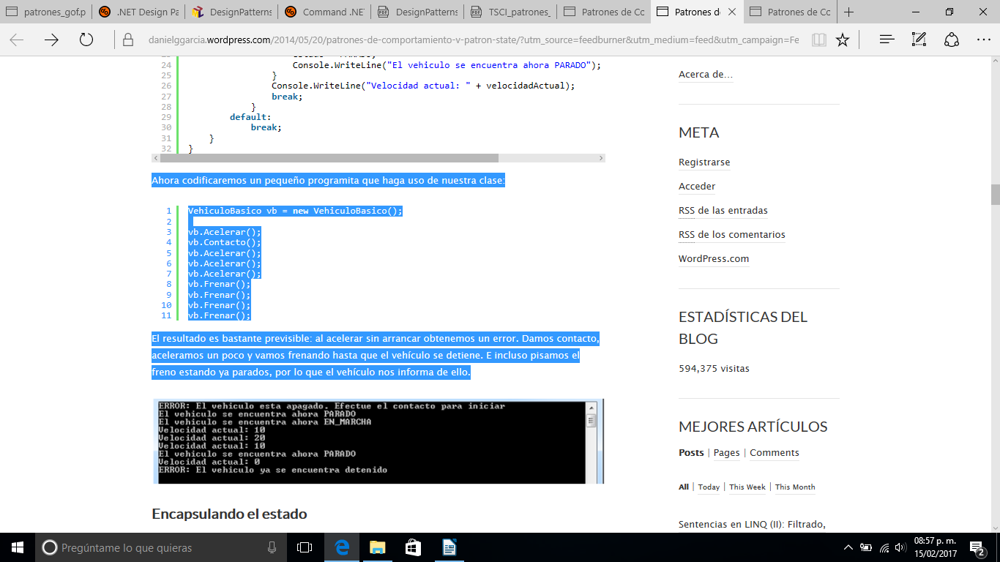 patrones_gof.p
.NET Design Pa
DesignPatterns
Command .NE
DesignPatterns
TSCI_patrones_
Patrones de Co
Patrones de
Patrones de Co
danielggarcia.wordpress.com/2014/05/20/patrones-de-comportamiento-v-patron-state/?utm_source=feedburner&utm_medium=feed&utm_campaign=Fe
24 Console.WriteLine("El vehiculo se encuentra ahora PARADO");
25 }
26 Console.WriteLine("Velocidad actual: " + velocidadActual);
27 break;
28 }
29 default:
30 break;
31 }
32 }
Ahora codificaremos un pequeño programita que haga uso de nuestra clase:
1 VehiculoBasico vb = new VehiculoBasico();
2
3 vb.Acelerar();
4 vb.Contacto();
5 vb.Acelerar();
6 vb.Acelerar();
7 vb.Acelerar();
8 vb.Frenar();
9 vb.Frenar();
10 vb.Frenar();
11 vb.Frenar();
El resultado es bastante previsible: al acelerar sin arrancar obtenemos un error. Damos contacto,
aceleramos un poco y vamos frenando hasta que el vehículo se detiene. E incluso pisamos el
freno estando ya parados, por lo que el vehículo nos informa de ello.
ERROR: El vehiculo esta apagado. Efectue el contacto para iniciar
El vehiculo se encuentra ahora PARADO
El vehiculo se encuentra ahora EN_MARCHA
Velocidad actual: 10
Velocidad actual: 20
Velocidad actual: 10
El vehiculo se encuentra ahora PARADO
Velocidad actual: 0
ERROR: El vehiculo ya se encuentra detenido
Encapsulando el estado
Acerca de...
META
Registrarse
Acceder
RSS de las entradas
RSS de los comentarios
WordPress.com
ESTADÍSTICAS DEL
BLOG
594,375 visitas
MEJORES ARTÍCULOS
Posts | Pages | Comments
All | Today | This Week | This Month
Sentencias en LINQ (II): Filtrado,
Pregúntame lo que quieras
08:57 p. m.
15/02/2017
2